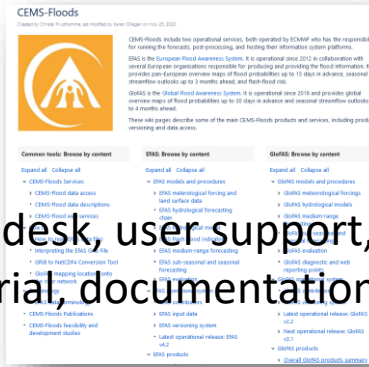 CEMS-Floods
Created by Christel Prudhomme, last modified by Karen O'Regan on Nov 25, 2020
CEMS-Floods include two operational services, both operated by ECMWF who has the responsibil
for running the forecasts, post-processing, and hosting their information system platforms.
EFAS is the European Flood Awareness System. It is operational since 2012 in collaboration with
several European organisations responsible for producing and providing the flood information. It
provides pan-European overview maps of flood probabilities up to 15 days in advance, seasonal
streamflow outlooks up to 3 months ahead, and flash-flood risk.
GloFAS is the Global Flood Awareness System. It is operational since 2018 and provides global
overview maps of flood probabilities up to 30 days in advance and seasonal streamflow outlooks
to 4 months ahead.
These wiki pages describe some of the main CEMS-Floods products and services, including produ
versioning and data access.
Common tools: Browse by content
EFAS: Browse by content
GloFAS: Browse by content
Expand all Collapse all
CEMS-Floods Services
CEMS-flood data access
CEMS-flood data descriptions
CEMS-Flood web services
Interpreting the EFAS Grib File
GRIB to NetCDF4 Conversion Tool
CEMS-Floods Publications
CEMS-Floods feasibility and
development studies
Expand all Collapse all
EFAS models and procedures
EFAS meteorological forcing and
land surface data
EFAS hydrological forecasting
chain
EFAS medium-range forecasting
EFAS sub-seasonal and seasonal
forecasting
EFAS input data
EFAS versioning system
Latest operational release: EFAS
v4.2
EFAS products
Expand all Collapse all
GloFAS models and procedures
GloFAS meteorological forcings
GloFAS hydrological models
GloFAS medium-range
GloFAS evaluation
GloFAS diagnostic and web
reporting points
Latest operational release: GloFAS
v2.2
Next operational release: GloFAS
v3.1
GloFAS products
Overall GloFAS products summary
desk, user support,
rial, documentation